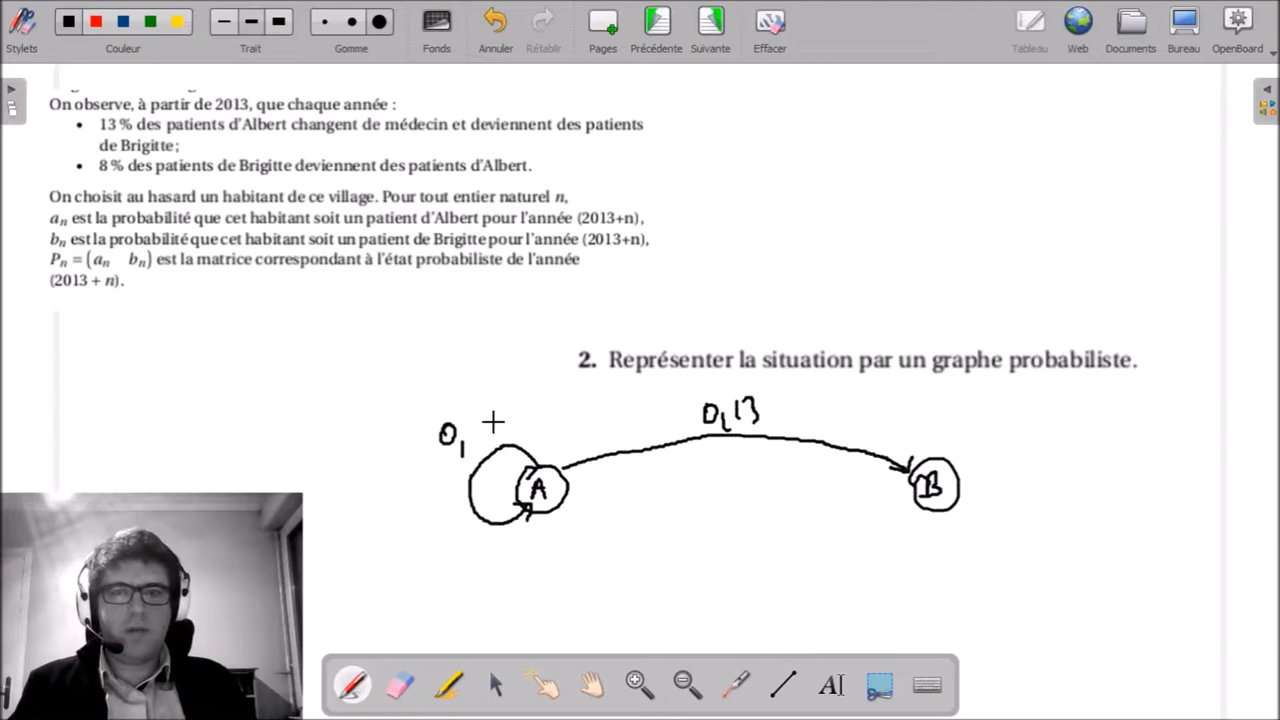 Stylets
Couleur
Trait
Gomme
Fonds
Annuler
Rétablir
Pages
Précédente
Suivante
Effacer
Tableau
Web
Documents
Bureau
OpenBoard
On observe, à partir de 2013, que chaque année :
• 13 % des patients d'Albert changent de médecin et deviennent des patients
de Brigitte ;
• 8 % des patients de Brigitte deviennent des patients d'Albert.
On choisit au hasard un habitant de ce village. Pour tout entier naturel n,
aₙ est la probabilité que cet habitant soit un patient d'Albert pour l'année (2013+n),
bₙ est la probabilité que cet habitant soit un patient de Brigitte pour l'année (2013+n),
Pₙ = (aₙ bₙ) est la matrice correspondant à l'état probabiliste de l'année
(2013 + n).
2. Représenter la situation par un graphe probabiliste.
0,13
0,
A
B
AI